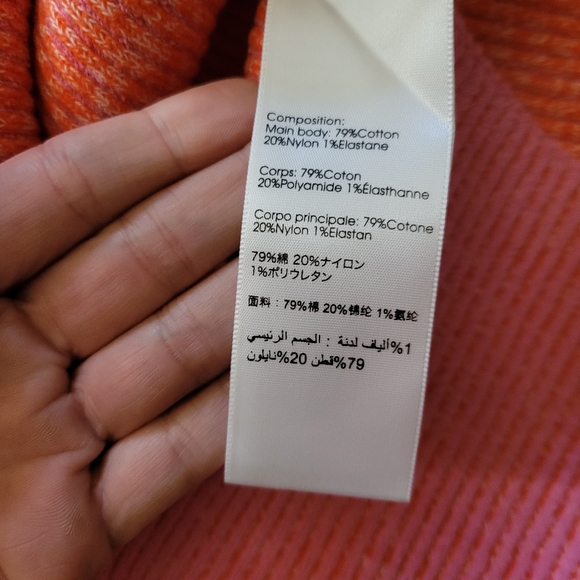 Composition:
Main body: 79%Cotton
20%Nylon 1%Elastane
Corps: 79%Coton
20%Polyamide 1%Élasthanne
Corpo principale: 79%Cotone
20%Nylon 1%Elastan
79%綿 20%ナイロン
1%ポリウレタン
面料：79%棉 20%锦纶 1%氨纶
1%ألياف لدنة : الجسم الرئيسي
79%قطن 20%نايلون